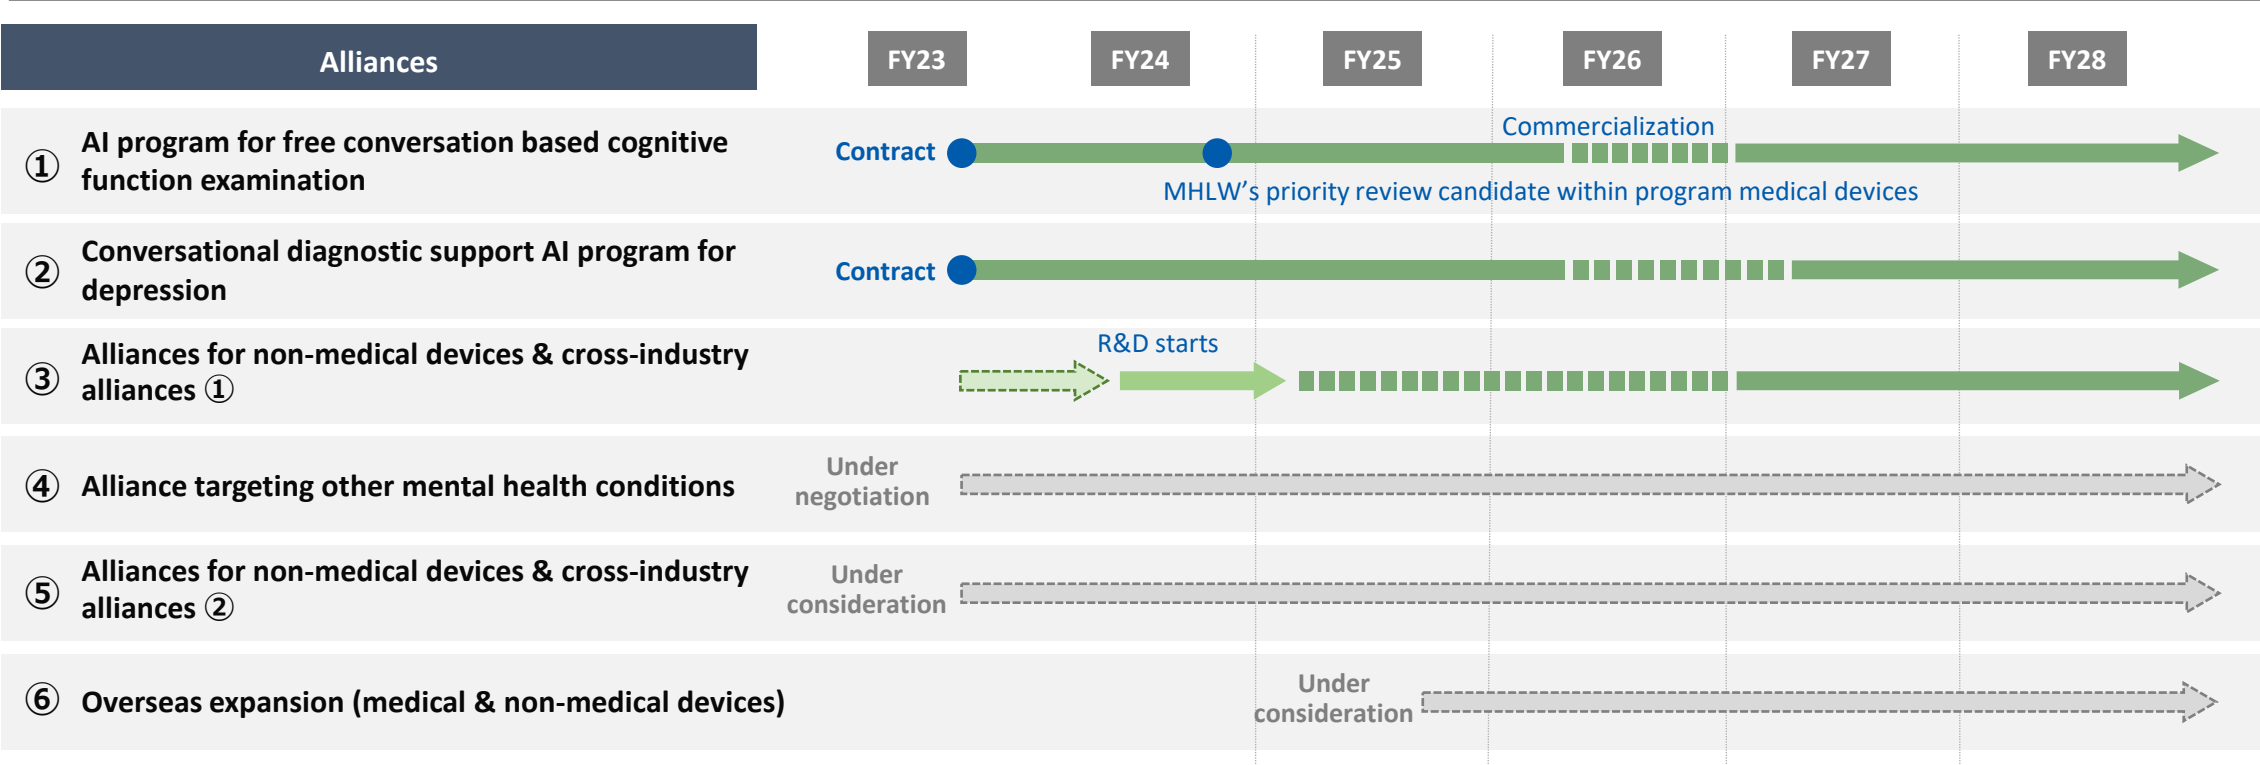 Alliances
FY23
FY24
FY25
FY26
FY27
FY28
① AI program for free conversation based cognitive
function examination
Contract
Commercialization
MHLW’s priority review candidate within program medical devices
② Conversational diagnostic support AI program for
depression
Contract
③ Alliances for non-medical devices & cross-industry
alliances ①
R&D starts
④ Alliance targeting other mental health conditions
Under
negotiation
⑤ Alliances for non-medical devices & cross-industry
alliances ②
Under
consideration
⑥ Overseas expansion (medical & non-medical devices)
Under
consideration